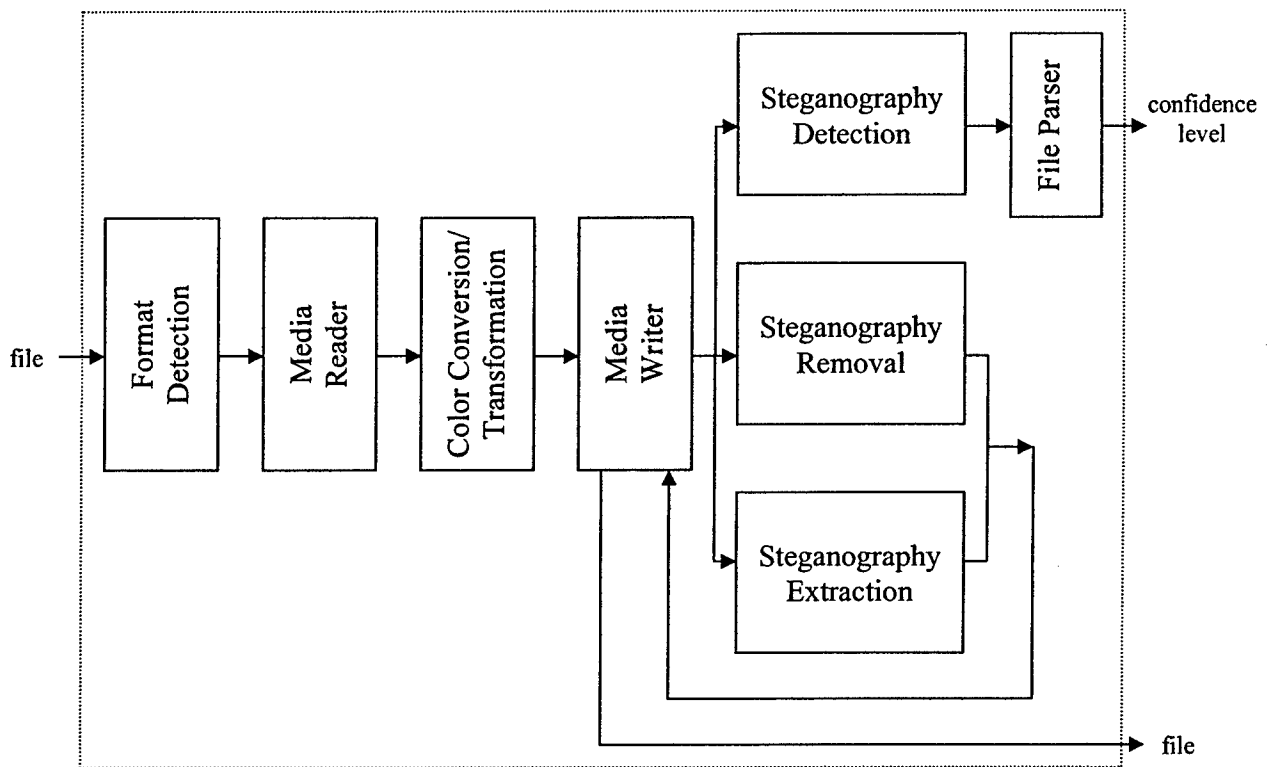 file
Format
Detection
Media
Reader
Color Conversion/
Transformation
Media
Writer
Steganography
Detection
File Parser
confidence
level
Steganography
Removal
Steganography
Extraction
file